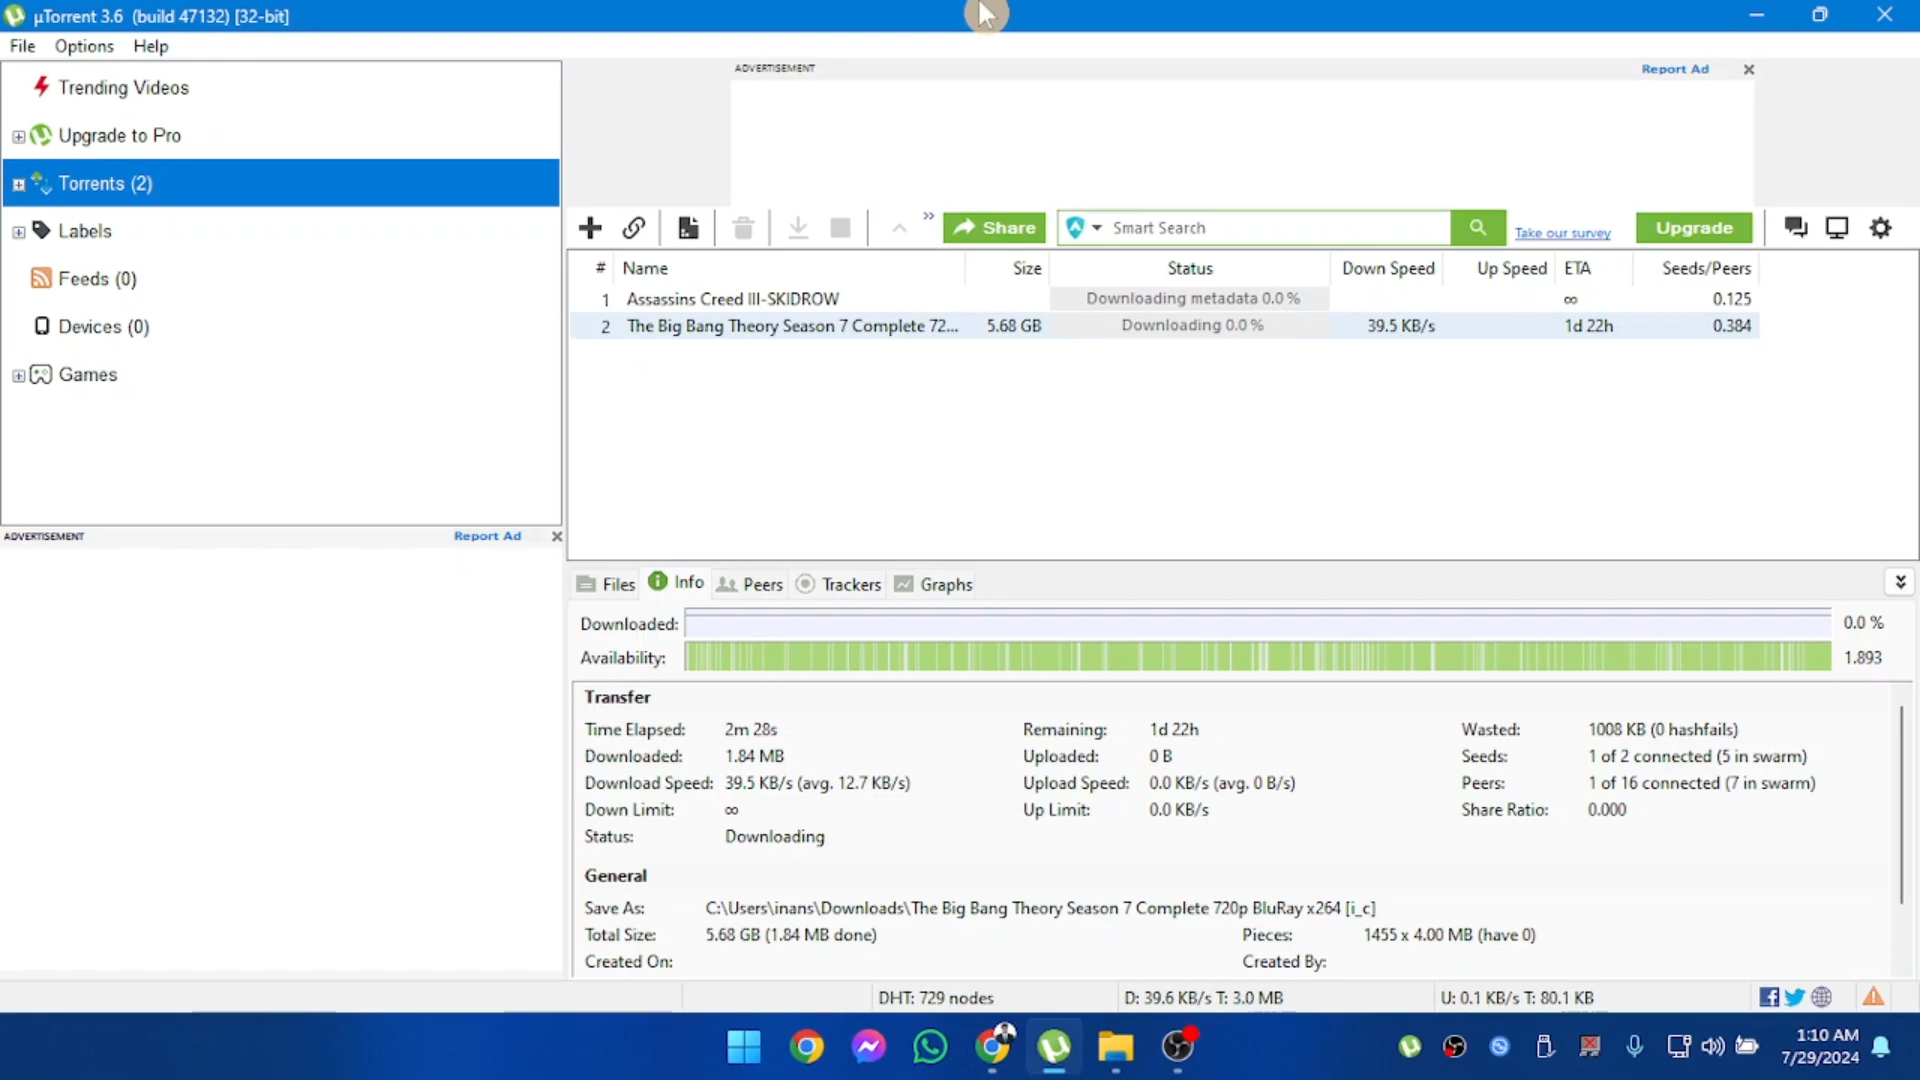 µTorrent 3.6 (build 47132) [32-bit]
File Options Help
Trending Videos
Upgrade to Pro
Torrents (2)
Labels
Feeds (0)
Devices (0)
Games
ADVERTISEMENT Report Ad
ADVERTISEMENT Report Ad
Share Smart Search Take our survey Upgrade
# Name Size Status Down Speed Up Speed ETA Seeds/Peers
1 Assassins Creed III-SKIDROW Downloading metadata 0.0 % ∞ 0.125
2 The Big Bang Theory Season 7 Complete 72... 5.68 GB Downloading 0.0 % 39.5 KB/s 1d 22h 0.384
Files Info Peers Trackers Graphs
Downloaded: 0.0 %
Availability: 1.893
Transfer
Time Elapsed: 2m 28s Remaining: 1d 22h Wasted: 1008 KB (0 hashfails)
Downloaded: 1.84 MB Uploaded: 0 B Seeds: 1 of 2 connected (5 in swarm)
Download Speed: 39.5 KB/s (avg. 12.7 KB/s) Upload Speed: 0.0 KB/s (avg. 0 B/s) Peers: 1 of 16 connected (7 in swarm)
Down Limit: ∞ Up Limit: 0.0 KB/s Share Ratio: 0.000
Status: Downloading
General
Save As: C:\Users\inans\Downloads\The Big Bang Theory Season 7 Complete 720p BluRay x264 [i_c]
Total Size: 5.68 GB (1.84 MB done) Pieces: 1455 x 4.00 MB (have 0)
Created On: Created By:
DHT: 729 nodes D: 39.6 KB/s T: 3.0 MB U: 0.1 KB/s T: 80.1 KB
1:10 AM
7/29/2024